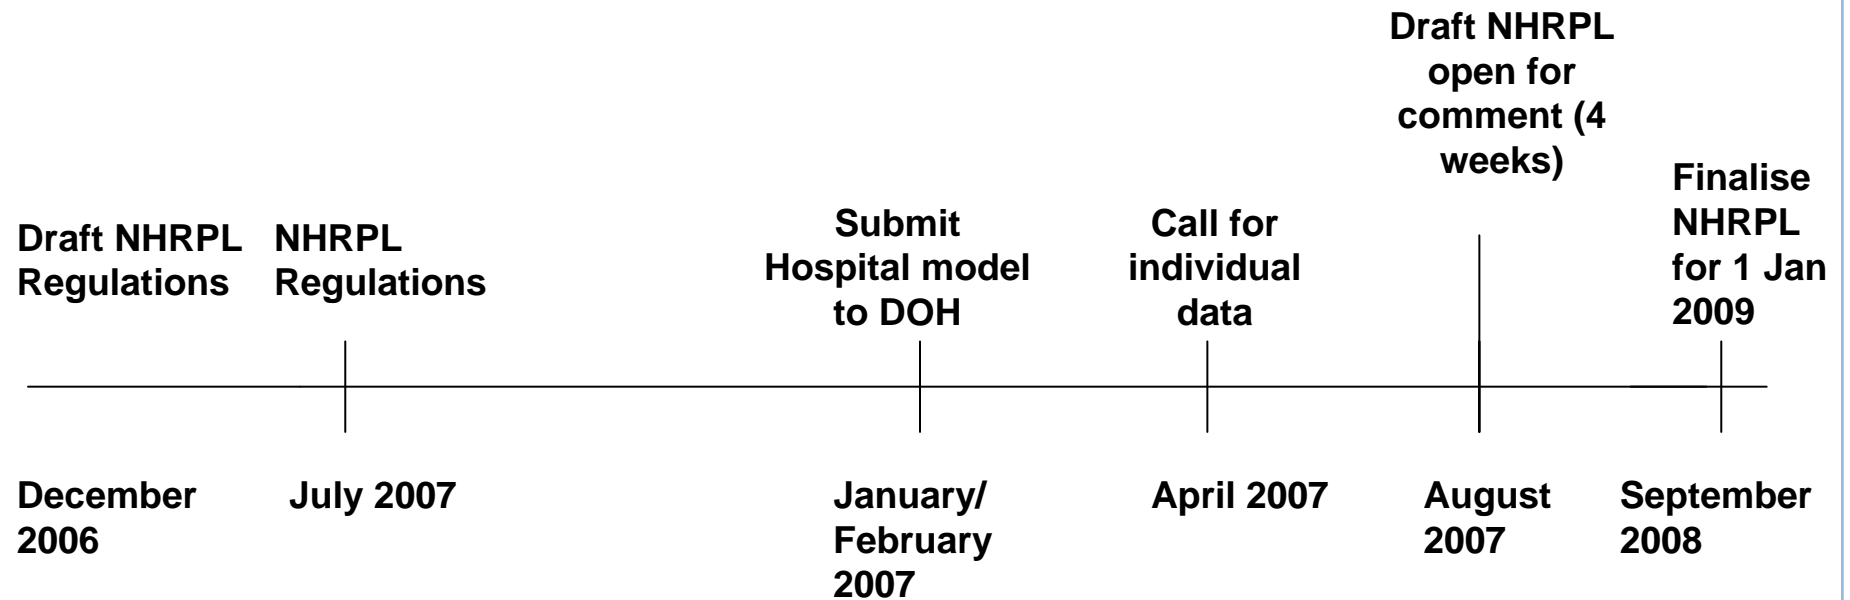 Draft NHRPL
Regulations
NHRPL
Regulations
Submit
Hospital model
to DOH
Call for
individual
data
Draft NHRPL
open for
comment (4
weeks)
Finalise
NHRPL
for 1 Jan
2009
December
2006
July 2007
January/
February
2007
April 2007
August
2007
September
2008